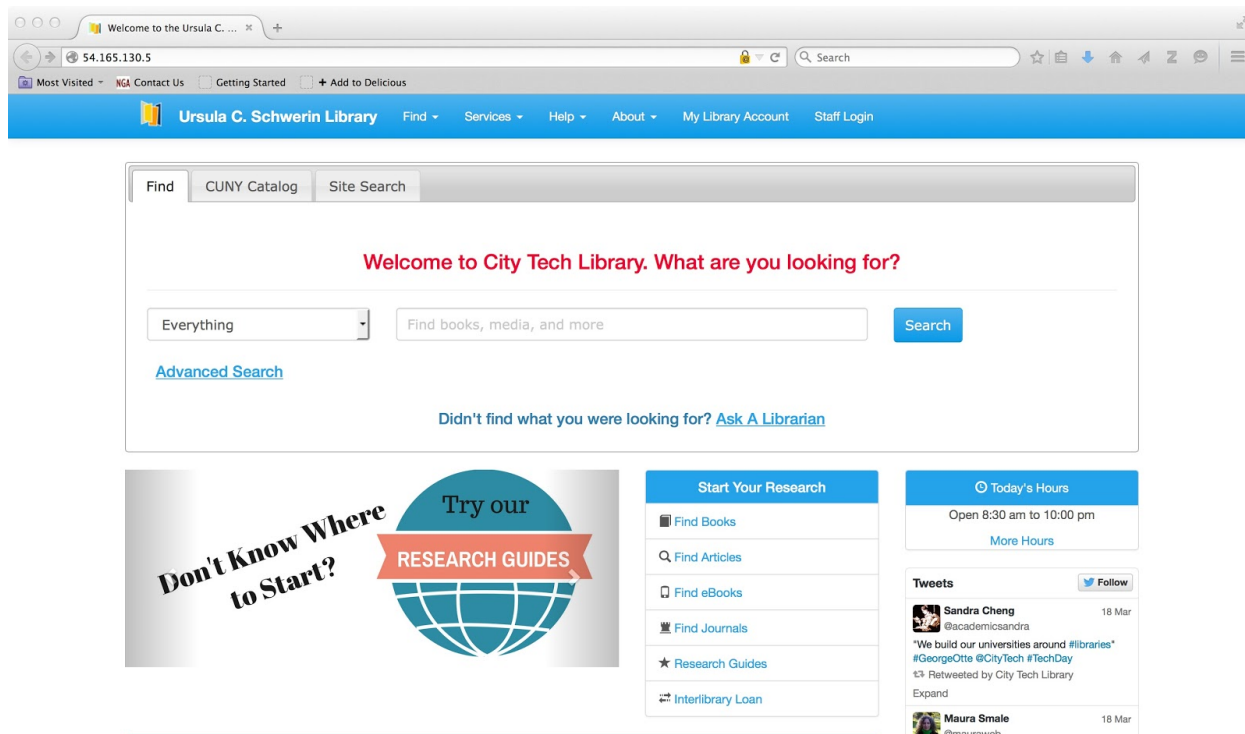 Welcome to the Ursula C. ...
54.165.130.5
Search
Most Visited
NGA Contact Us
Getting Started
+ Add to Delicious
Ursula C. Schwerin Library
Find
Services
Help
About
My Library Account
Staff Login
Find
CUNY Catalog
Site Search
Welcome to City Tech Library. What are you looking for?
Everything
Find books, media, and more
Search
Advanced Search
Didn't find what you were looking for? Ask A Librarian
Don't Know Where
to Start?
Try our
RESEARCH GUIDES
Start Your Research
Find Books
Find Articles
Find eBooks
Find Journals
Research Guides
Interlibrary Loan
Today's Hours
Open 8:30 am to 10:00 pm
More Hours
Tweets
Follow
Sandra Cheng
18 Mar
@academicsandra
"We build our universities around #libraries"
#GeorgeOtte @CityTech #TechDay
Retweeted by City Tech Library
Expand
Maura Smale
18 Mar